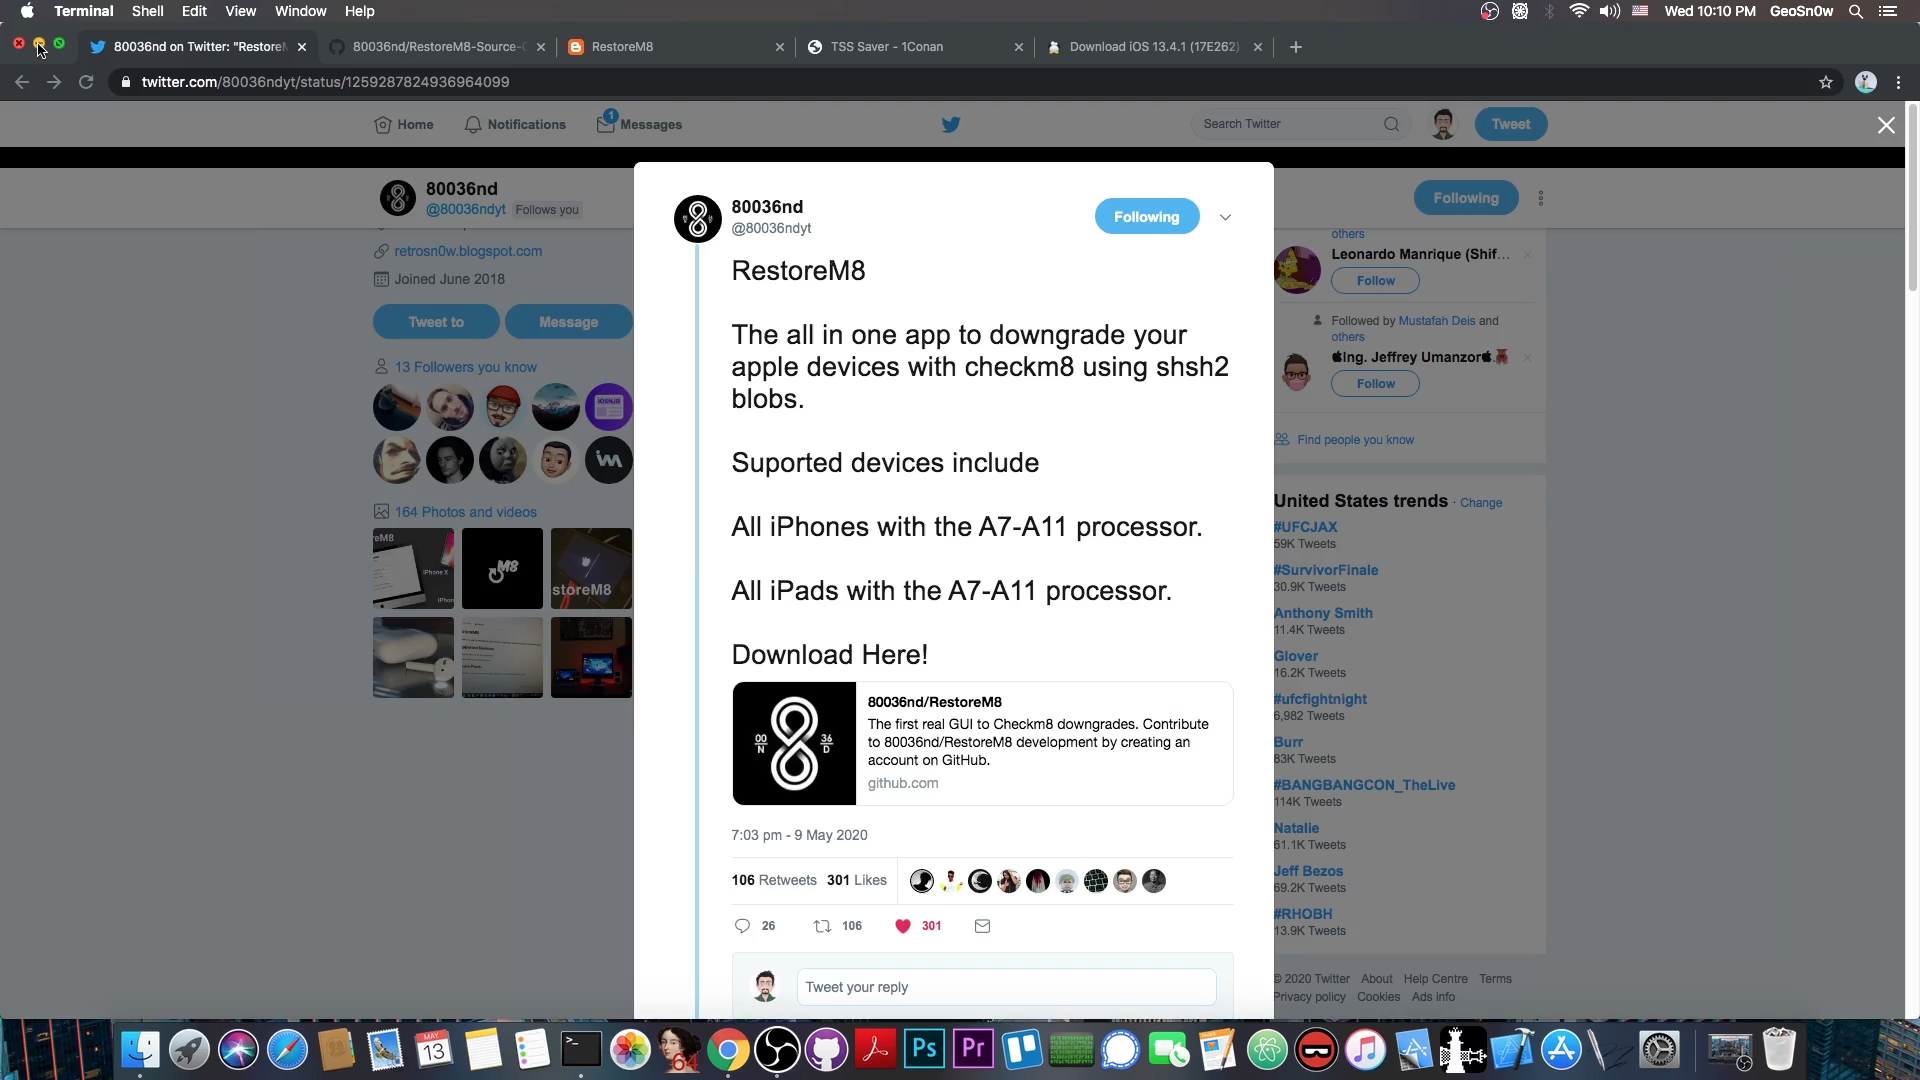 Terminal Shell Edit View Window Help
Wed 10:10 PM GeoSn0w
80036nd on Twitter: "RestoreM
80036nd/RestoreM8-Source-C
RestoreM8
TSS Saver - 1Conan
Download iOS 13.4.1 (17E262)
twitter.com/80036ndyt/status/1259287824936964099
Home Notifications 1 Messages
Search Twitter
Tweet
80036nd
@80036ndyt Follows you
Following
retrosn0w.blogspot.com
Joined June 2018
Tweet to Message
13 Followers you know
164 Photos and videos
80036nd
@80036ndyt
Following
RestoreM8
The all in one app to downgrade your
apple devices with checkm8 using shsh2
blobs.
Suported devices include
All iPhones with the A7-A11 processor.
All iPads with the A7-A11 processor.
Download Here!
00 N 36 D
80036nd/RestoreM8
The first real GUI to Checkm8 downgrades. Contribute
to 80036nd/RestoreM8 development by creating an
account on GitHub.
github.com
7:03 pm - 9 May 2020
106 Retweets 301 Likes
26 106 301
Tweet your reply
others
Leonardo Manrique (Shif...
Follow
Followed by Mustafah Deis and
others
Ing. Jeffrey Umanzor
Follow
Find people you know
United States trends · Change
#UFCJAX
59K Tweets
#SurvivorFinale
30.9K Tweets
Anthony Smith
11.4K Tweets
Glover
16.2K Tweets
#ufcfightnight
6,982 Tweets
Burr
83K Tweets
#BANGBANGCON_TheLive
114K Tweets
Natalie
61.1K Tweets
Jeff Bezos
69.2K Tweets
#RHOBH
13.9K Tweets
© 2020 Twitter About Help Centre Terms
Privacy policy Cookies Ads info
MAY
13
64
Ps
Pr